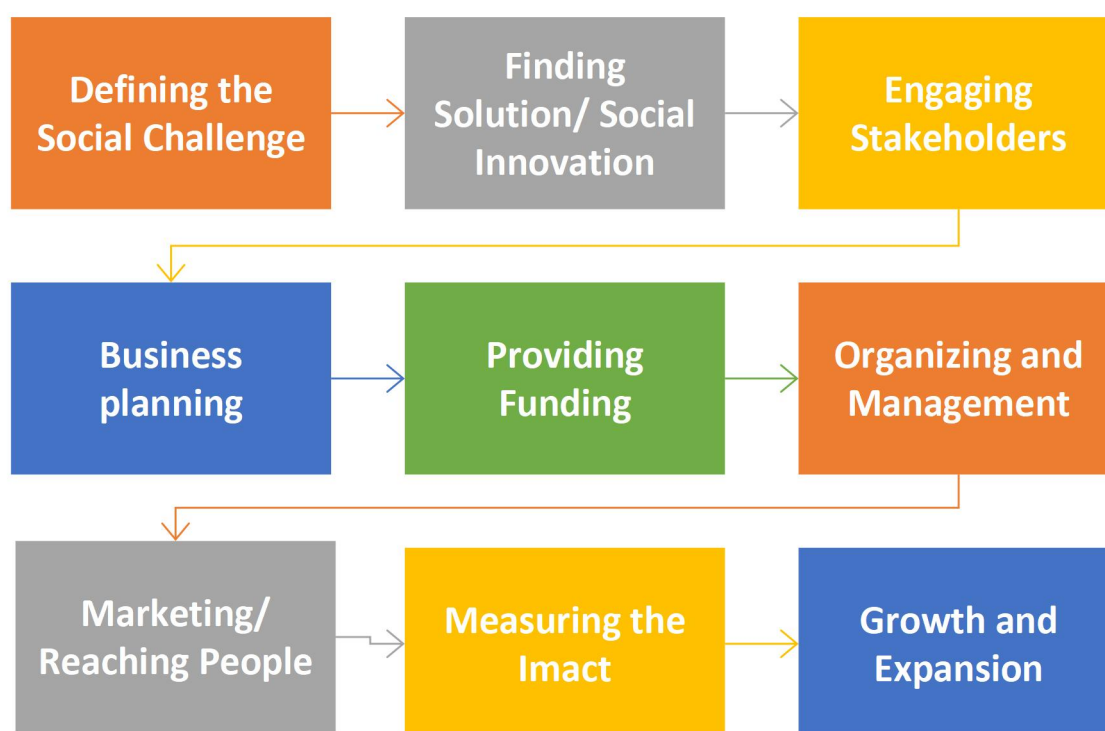 Defining the
Social Challenge
Finding
Solution/ Social
Innovation
Engaging
Stakeholders
Business
planning
Providing
Funding
Organizing and
Management
Marketing/
Reaching People
Measuring the
Imact
Growth and
Expansion